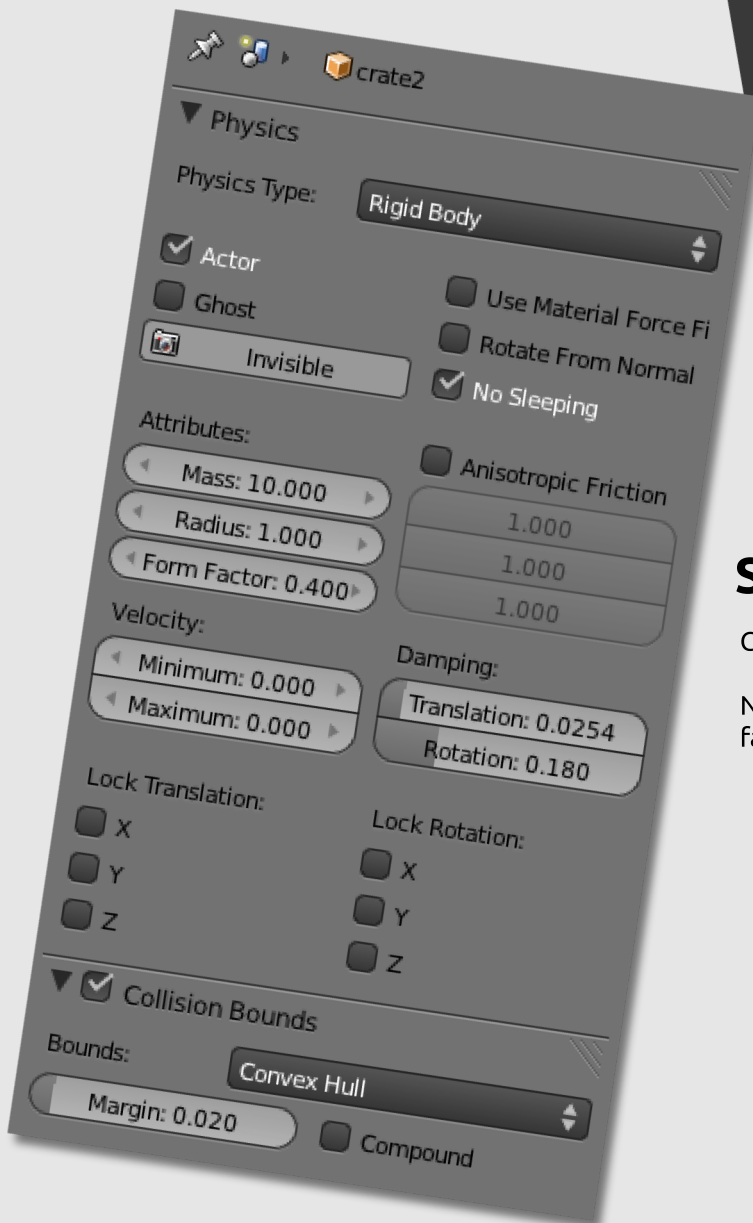 crate2
Physics
Physics Type: Rigid Body
Actor
Ghost
Invisible
Use Material Force Fi
Rotate From Normal
No Sleeping
Attributes:
Mass: 10.000
Radius: 1.000
Form Factor: 0.400
Anisotropic Friction
1.000
1.000
1.000
Velocity:
Minimum: 0.000
Maximum: 0.000
Damping:
Translation: 0.0254
Rotation: 0.180
Lock Translation:
X
Y
Z
Lock Rotation:
X
Y
Z
Collision Bounds
Bounds: Convex Hull
Margin: 0.020
Compound